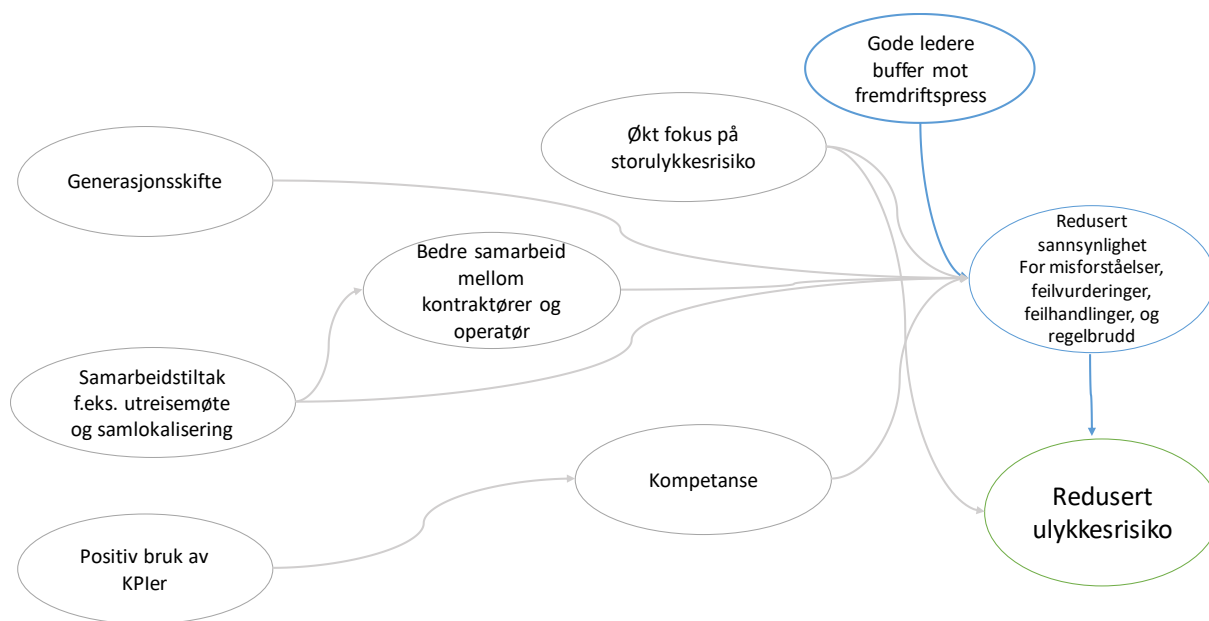 Gode ledere
buffer mot
fremdriftspress
Økt fokus på
storulykkesrisiko
Generasjonsskifte
Bedre samarbeid
mellom
kontraktører og
operatør
Redusert
sannsynlighet
For misforståelser,
feilvurderinger,
feilhandlinger, og
regelbrudd
Samarbeidstiltak
f.eks. utreisemøte
og samlokalisering
Kompetanse
Redusert
ulykkesrisiko
Positiv bruk av
KPIer